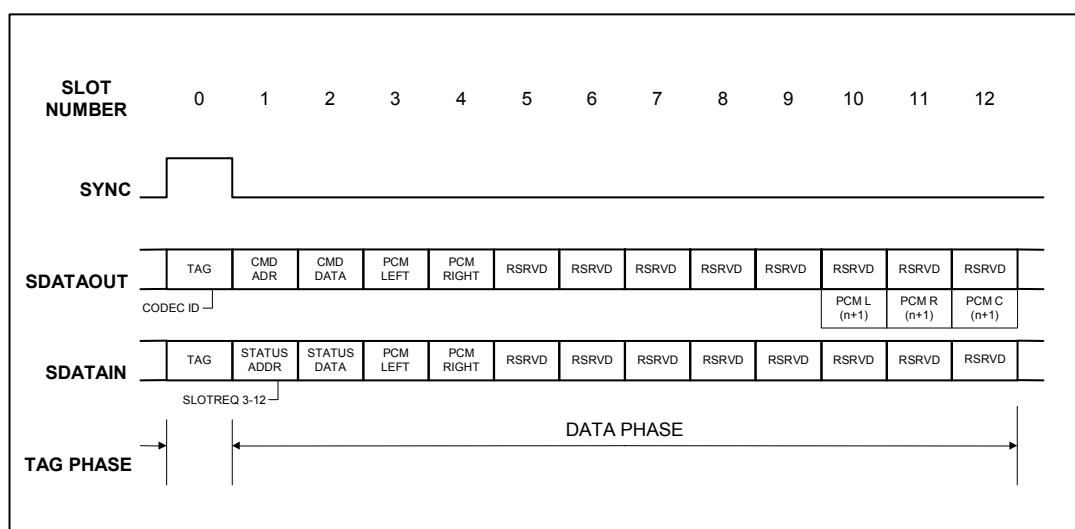 SLOT
NUMBER 0 1 2 3 4 5 6 7 8 9 10 11 12
SYNC
SDATAOUT TAG CMD ADR CMD DATA PCM LEFT PCM RIGHT RSRVD RSRVD RSRVD RSRVD RSRVD RSRVD RSRVD RSRVD
CODEC ID
PCM L (n+1) PCM R (n+1) PCM C (n+1)
SDATAIN TAG STATUS ADDR STATUS DATA PCM LEFT PCM RIGHT RSRVD RSRVD RSRVD RSRVD RSRVD RSRVD RSRVD RSRVD
SLOTREQ 3-12
DATA PHASE
TAG PHASE